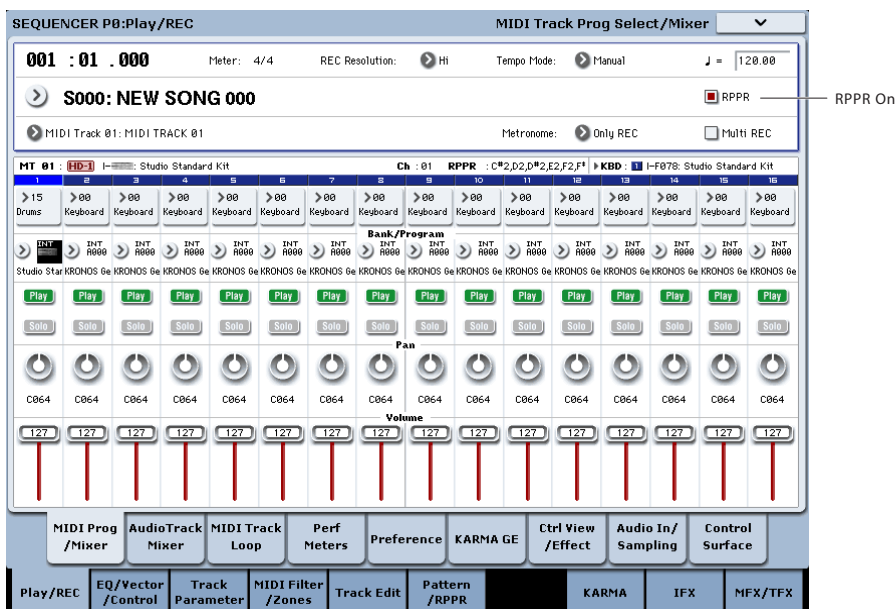 SEQUENCER P0:Play/REC MIDI Track Prog Select/Mixer
001 :01 .000 Meter: 4/4 REC Resolution: Hi Tempo Mode: Manual ♩ = 120.00
S000: NEW SONG 000 RPPR RPPR On
MIDI Track 01: MIDI TRACK 01 Metronome: Only REC Multi REC
MT 01 : HD-1 I- : Studio Standard Kit Ch :01 RPPR :C#2,D2,D#2,E2,F2,F# KBD : 1 I-F078: Studio Standard Kit
1 2 3 4 5 6 7 8 9 10 11 12 13 14 15 16
15 00 00 00 00 00 00 00 00 00 00 00 00 00 00 00
Drums Keyboard Keyboard Keyboard Keyboard Keyboard Keyboard Keyboard Keyboard Keyboard Keyboard Keyboard Keyboard Keyboard Keyboard Keyboard
Bank/Program
INT INT INT INT INT INT INT INT INT INT INT INT INT INT INT INT
A000 A000 A000 A000 A000 A000 A000 A000 A000 A000 A000 A000 A000 A000 A000
Studio Star KRONOS Ge KRONOS Ge KRONOS Ge KRONOS Ge KRONOS Ge KRONOS Ge KRONOS Ge KRONOS Ge KRONOS Ge KRONOS Ge KRONOS Ge KRONOS Ge KRONOS Ge KRONOS Ge KRONOS Ge
Play Play Play Play Play Play Play Play Play Play Play Play Play Play Play Play
Solo Solo Solo Solo Solo Solo Solo Solo Solo Solo Solo Solo Solo Solo Solo Solo
Pan
C064 C064 C064 C064 C064 C064 C064 C064 C064 C064 C064 C064 C064 C064 C064 C064
Volume
127 127 127 127 127 127 127 127 127 127 127 127 127 127 127 127
MIDI Prog AudioTrack MIDI Track Perf Preference KARMA GE Ctrl View Audio In/ Control
/Mixer Mixer Loop Meters /Effect Sampling Surface
Play/REC EQ/Vector Track MIDI Filter Track Edit Pattern KARMA IFX MFX/TFX
/Control Parameter /Zones /RPPR